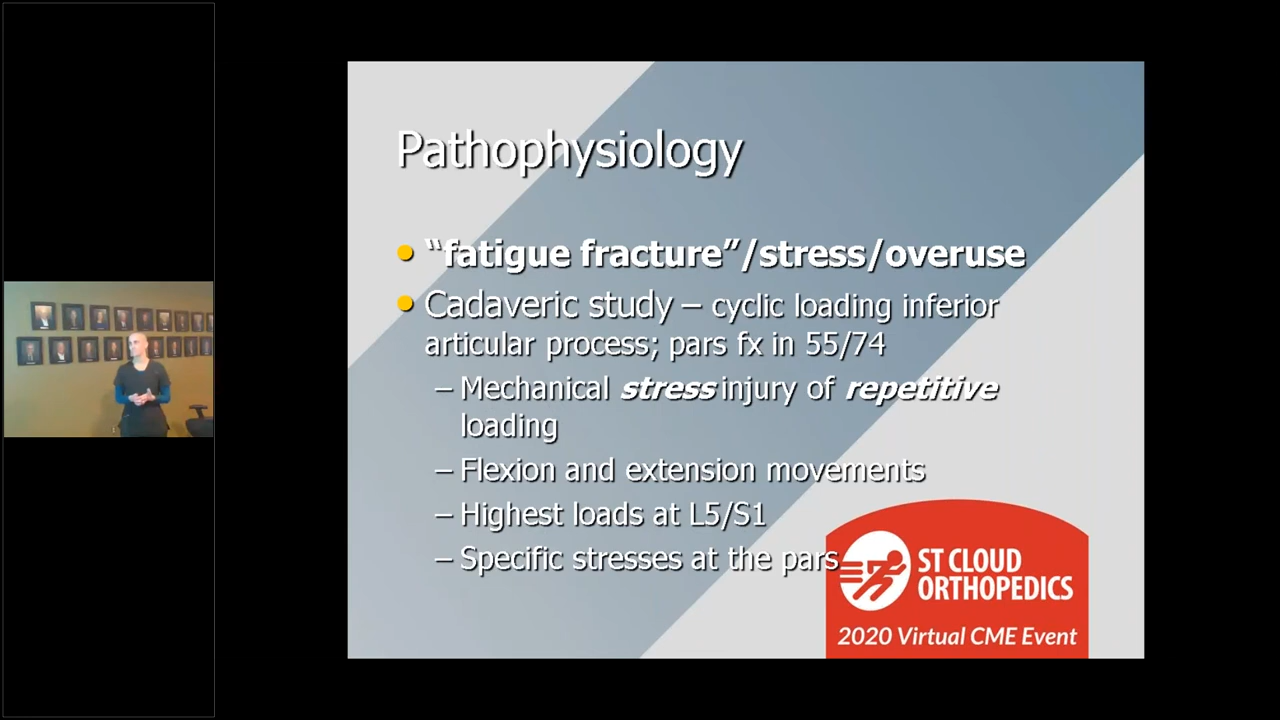 Pathophysiology
• “fatigue fracture”/stress/overuse
• Cadaveric study – cyclic loading inferior
articular process; pars fx in 55/74
– Mechanical stress injury of repetitive
loading
– Flexion and extension movements
– Highest loads at L5/S1
– Specific stresses at the pars
ST CLOUD
ORTHOPEDICS
2020 Virtual CME Event